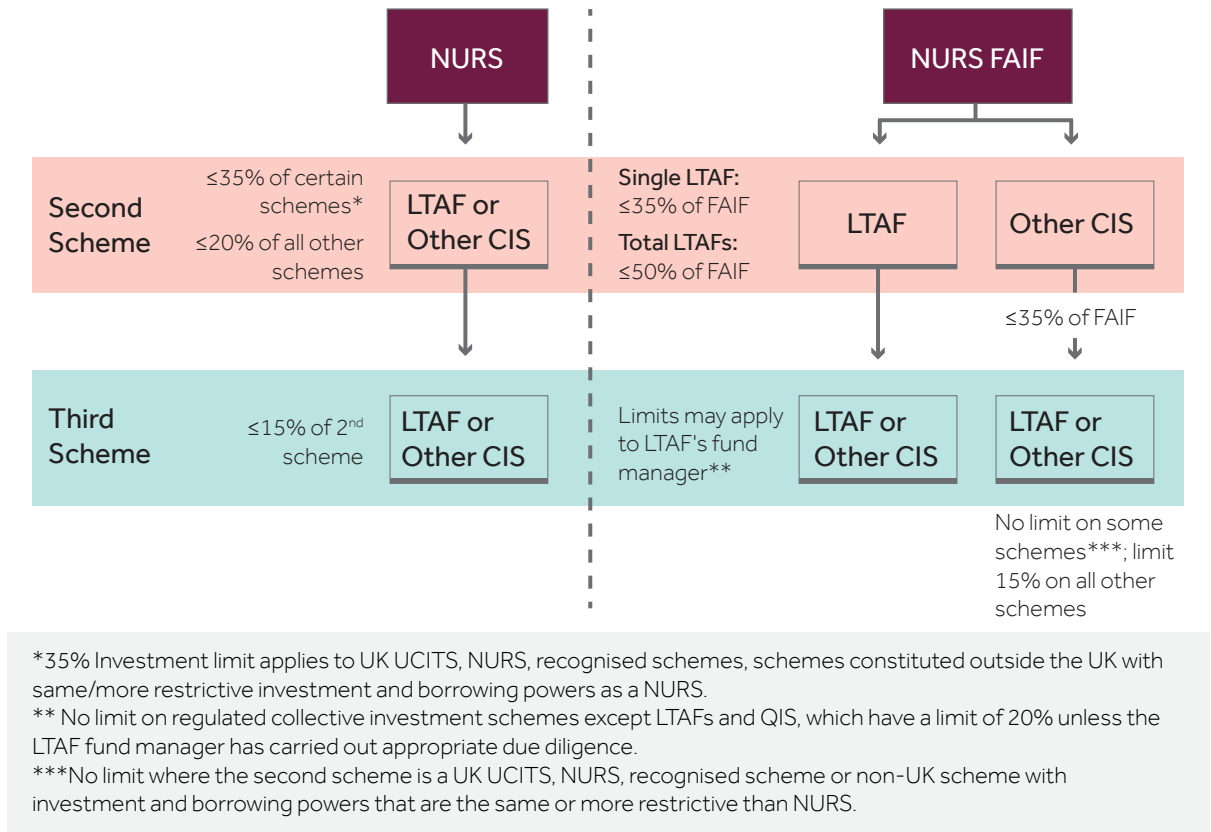 NURS
NURS FAIF
Second
Scheme
≤35% of certain
schemes*
≤20% of all other
schemes
LTAF or
Other CIS
Single LTAF:
≤35% of FAIF
Total LTAFs:
≤50% of FAIF
LTAF
Other CIS
≤35% of FAIF
Third
Scheme
≤15% of 2nd
scheme
LTAF or
Other CIS
Limits may apply
to LTAF's fund
manager**
LTAF or
Other CIS
LTAF or
Other CIS
No limit on some
schemes***; limit
15% on all other
schemes
*35% Investment limit applies to UK UCITS, NURS, recognised schemes, schemes constituted outside the UK with
same/more restrictive investment and borrowing powers as a NURS.
** No limit on regulated collective investment schemes except LTAFs and QIS, which have a limit of 20% unless the
LTAF fund manager has carried out appropriate due diligence.
***No limit where the second scheme is a UK UCITS, NURS, recognised scheme or non-UK scheme with
investment and borrowing powers that are the same or more restrictive than NURS.